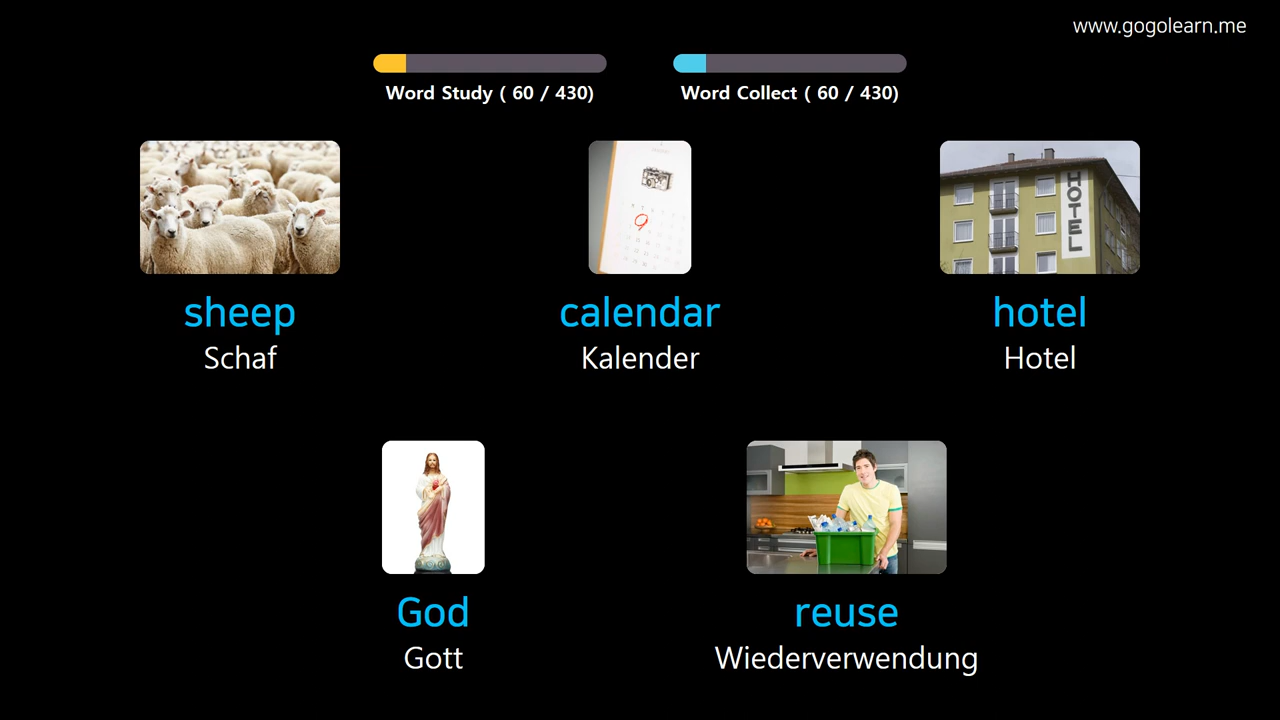 www.gogolearn.me
Word Study ( 60 / 430)
Word Collect ( 60 / 430)
HOTEL
sheep
calendar
hotel
Schaf
Kalender
Hotel
God
reuse
Gott
Wiederverwendung